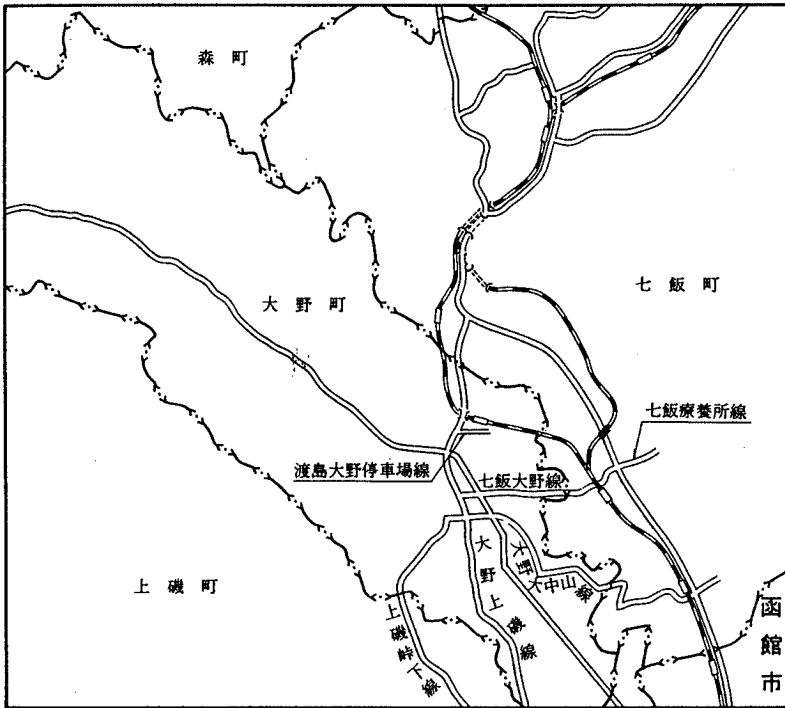 森町
大野町
七飯町
七飯療養所線
渡島大野停車場線
七飯大野線
大野上磯線
大野大中山線
上磯町
上磯峠下線
函館市